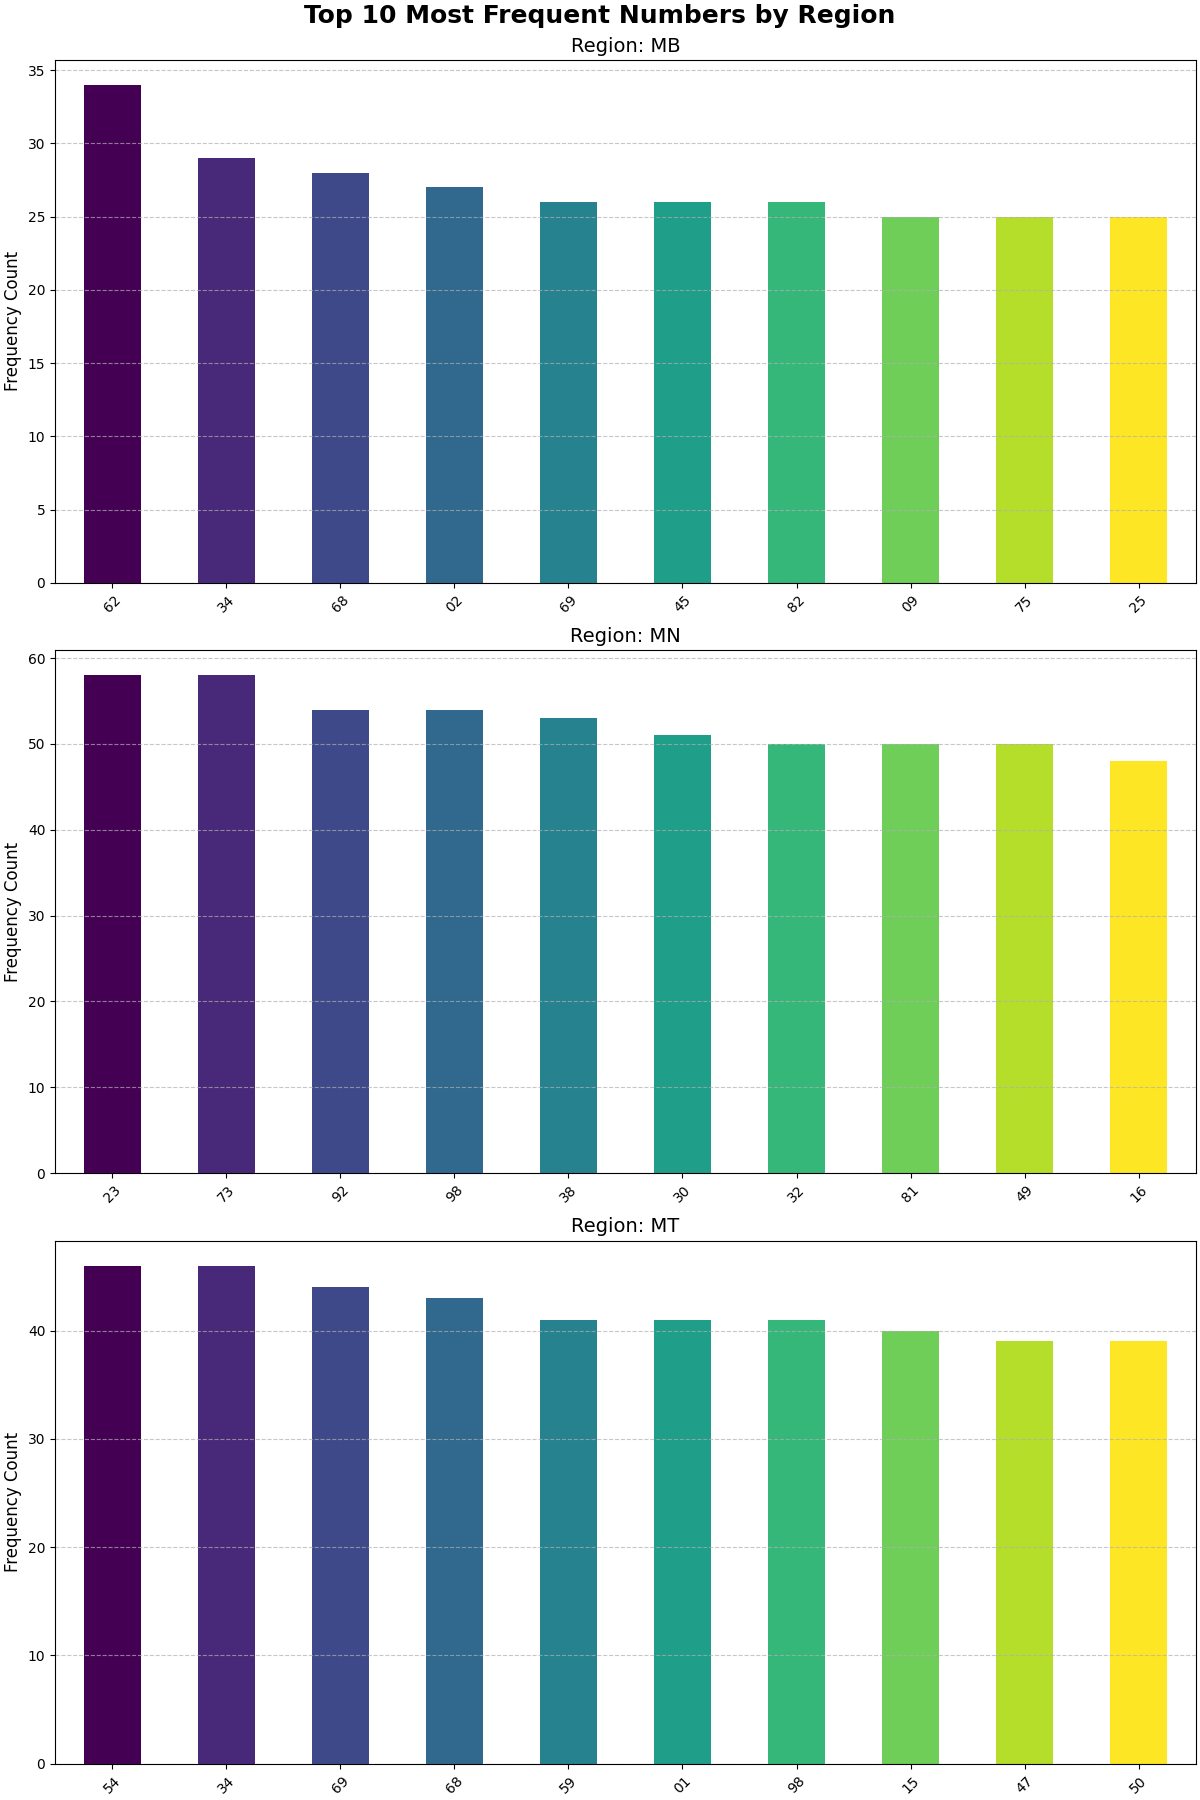 Top 10 Most Frequent Numbers by Region
Region: MB
Frequency Count
35
30
25
20
15
10
5
0
62 34 68 02 69 45 82 09 75 25
Region: MN
Frequency Count
60
50
40
30
20
10
0
23 73 92 98 38 30 32 81 49 16
Region: MT
Frequency Count
40
30
20
10
0
54 34 69 68 59 01 98 15 47 50